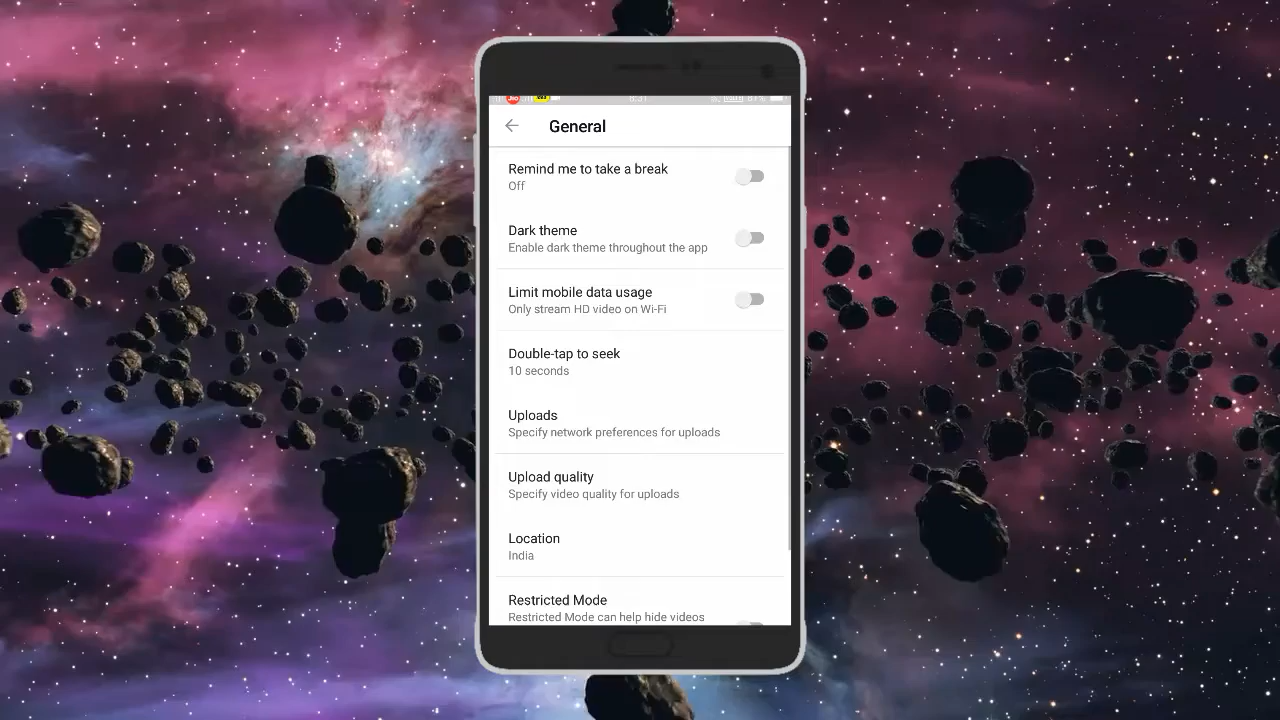 General
Remind me to take a break
Off
Dark theme
Enable dark theme throughout the app
Limit mobile data usage
Only stream HD video on Wi-Fi
Double-tap to seek
10 seconds
Uploads
Specify network preferences for uploads
Upload quality
Specify video quality for uploads
Location
India
Restricted Mode
Restricted Mode can help hide videos